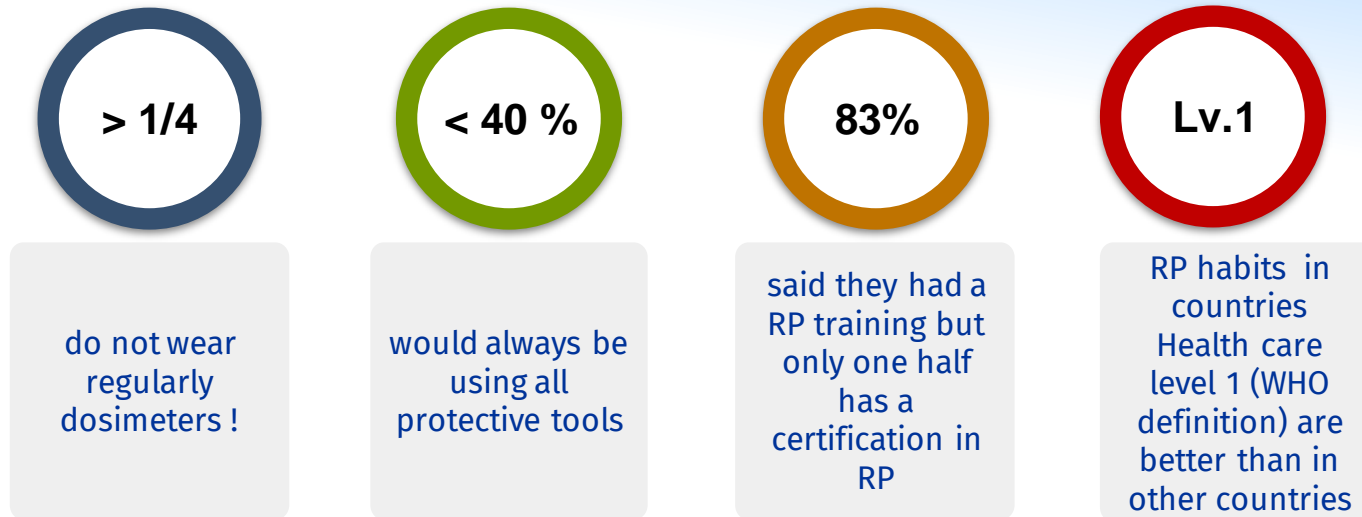 > 1/4
do not wear
regularly
dosimeters !
< 40 %
would always be
using all
protective tools
83%
said they had a
RP training but
only one half
has a
certification in
RP
Lv.1
RP habits in
countries
Health care
level 1 (WHO
definition) are
better than in
other countries